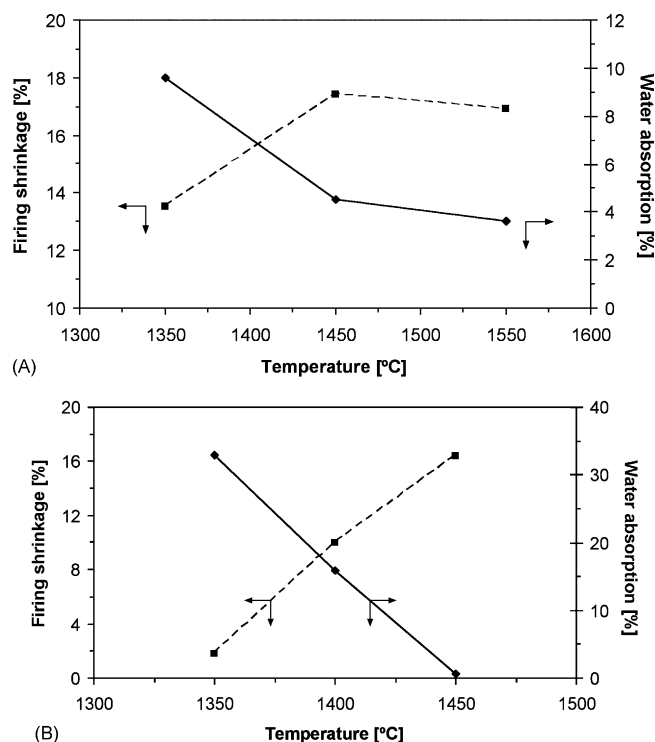 20
18
16
14
12
10
12
10
8
6
4
2
0
Firing shrinkage [%]
Water absorption [%]
1300 1350 1400 1450 1500 1550 1600
Temperature [ºC]
(A)
20
16
12
8
4
0
40
30
20
10
0
Firing shrinkage [%]
Water absorption [%]
1300 1350 1400 1450 1500
Temperature [ºC]
(B)